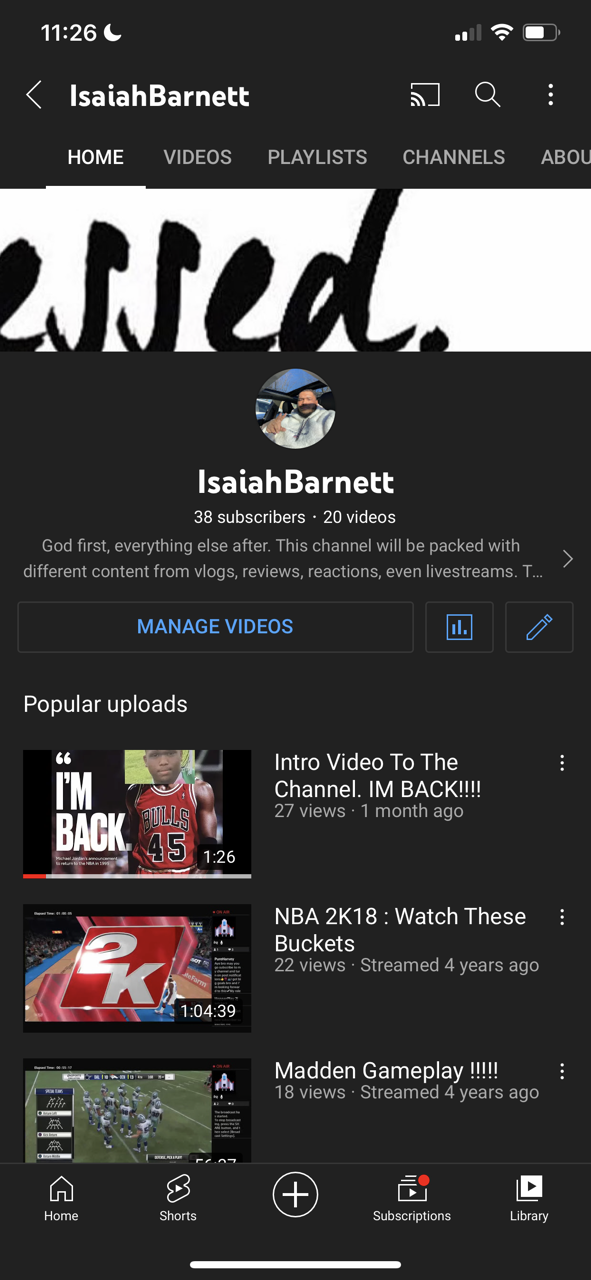 11:26
IsaiahBarnett
HOME VIDEOS PLAYLISTS CHANNELS ABOU
essed.
IsaiahBarnett
38 subscribers · 20 videos
God first, everything else after. This channel will be packed with
different content from vlogs, reviews, reactions, even livestreams. T...
MANAGE VIDEOS
Popular uploads
“
I'M
BACK.
Michael Jordan's announcement
to return to the NBA in 1995
BULLS
45
1:26
Intro Video To The
Channel. IM BACK!!!!
27 views · 1 month ago
2K
1:04:39
NBA 2K18 : Watch These
Buckets
22 views · Streamed 4 years ago
Madden Gameplay !!!!!
18 views · Streamed 4 years ago
Home Shorts Subscriptions Library